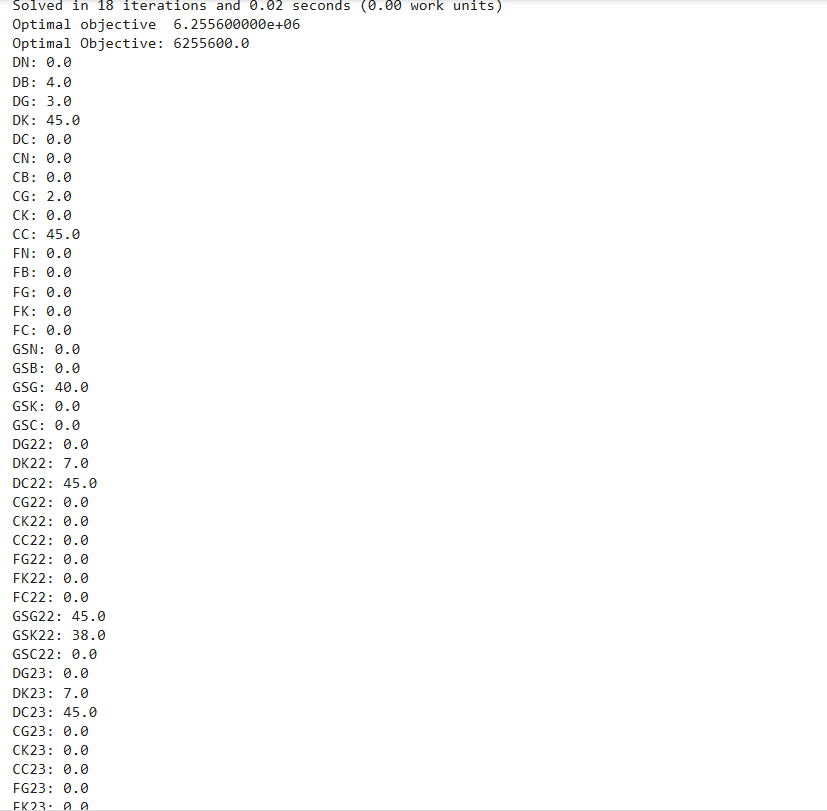 Solved in 18 iterations and 0.02 seconds (0.00 work units)
Optimal objective  6.255600000e+06
Optimal Objective: 6255600.0
DN: 0.0
DB: 4.0
DG: 3.0
DK: 45.0
DC: 0.0
CN: 0.0
CB: 0.0
CG: 2.0
CK: 0.0
CC: 45.0
FN: 0.0
FB: 0.0
FG: 0.0
FK: 0.0
FC: 0.0
GSN: 0.0
GSB: 0.0
GSG: 40.0
GSK: 0.0
GSC: 0.0
DG22: 0.0
DK22: 7.0
DC22: 45.0
CG22: 0.0
CK22: 0.0
CC22: 0.0
FG22: 0.0
FK22: 0.0
FC22: 0.0
GSG22: 45.0
GSK22: 38.0
GSC22: 0.0
DG23: 0.0
DK23: 7.0
DC23: 45.0
CG23: 0.0
CK23: 0.0
CC23: 0.0
FG23: 0.0
FK23: 0.0